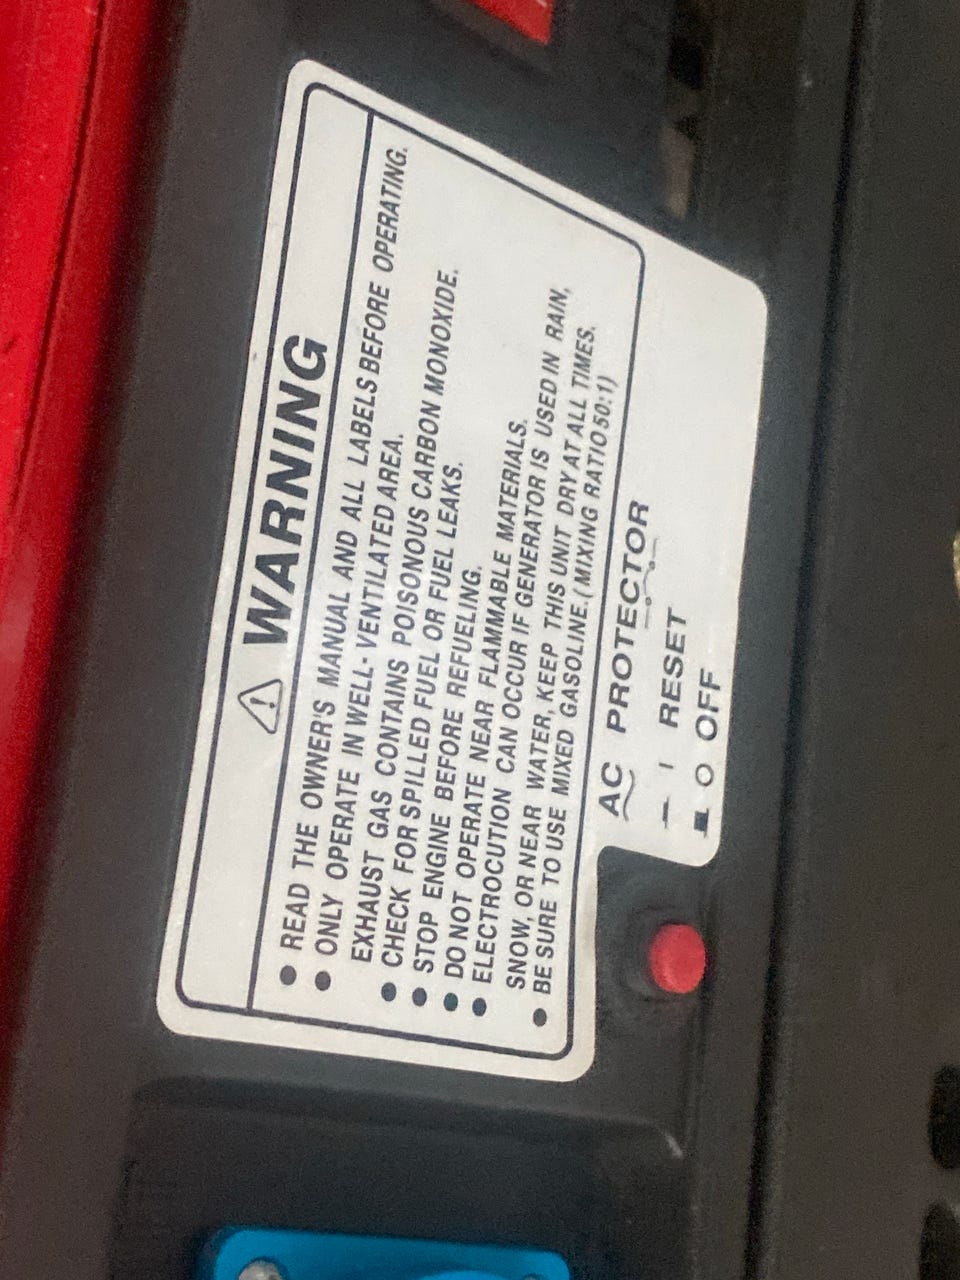 WARNING
● READ THE OWNER'S MANUAL AND ALL LABELS BEFORE OPERATING.
● ONLY OPERATE IN WELL-VENTILATED AREA.
EXHAUST GAS CONTAINS POISONOUS CARBON MONOXIDE.
● CHECK FOR SPILLED FUEL OR FUEL LEAKS.
● STOP ENGINE BEFORE REFUELING.
● DO NOT OPERATE NEAR FLAMMABLE MATERIALS.
● ELECTROCUTION CAN OCCUR IF GENERATOR IS USED IN RAIN,
SNOW, OR NEAR WATER, KEEP THIS UNIT DRY AT ALL TIMES.
● BE SURE TO USE MIXED GASOLINE.(MIXING RATIO 50:1)
AC PROTECTOR
I RESET
O OFF